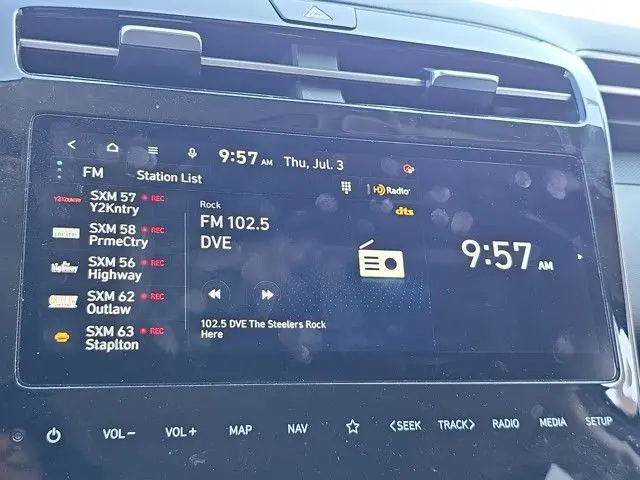 9:57 AM Thu, Jul. 3
FM Station List
HD Radio
dts
SXM 57 REC
Y2Kntry
SXM 58 REC
PrmeCtry
SXM 56 REC
Highway
SXM 62 REC
Outlaw
SXM 63 REC
Staplton
Rock
FM 102.5
DVE
102.5 DVE The Steelers Rock
Here
9:57 AM
VOL− VOL+ MAP NAV <SEEK TRACK> RADIO MEDIA SETUP